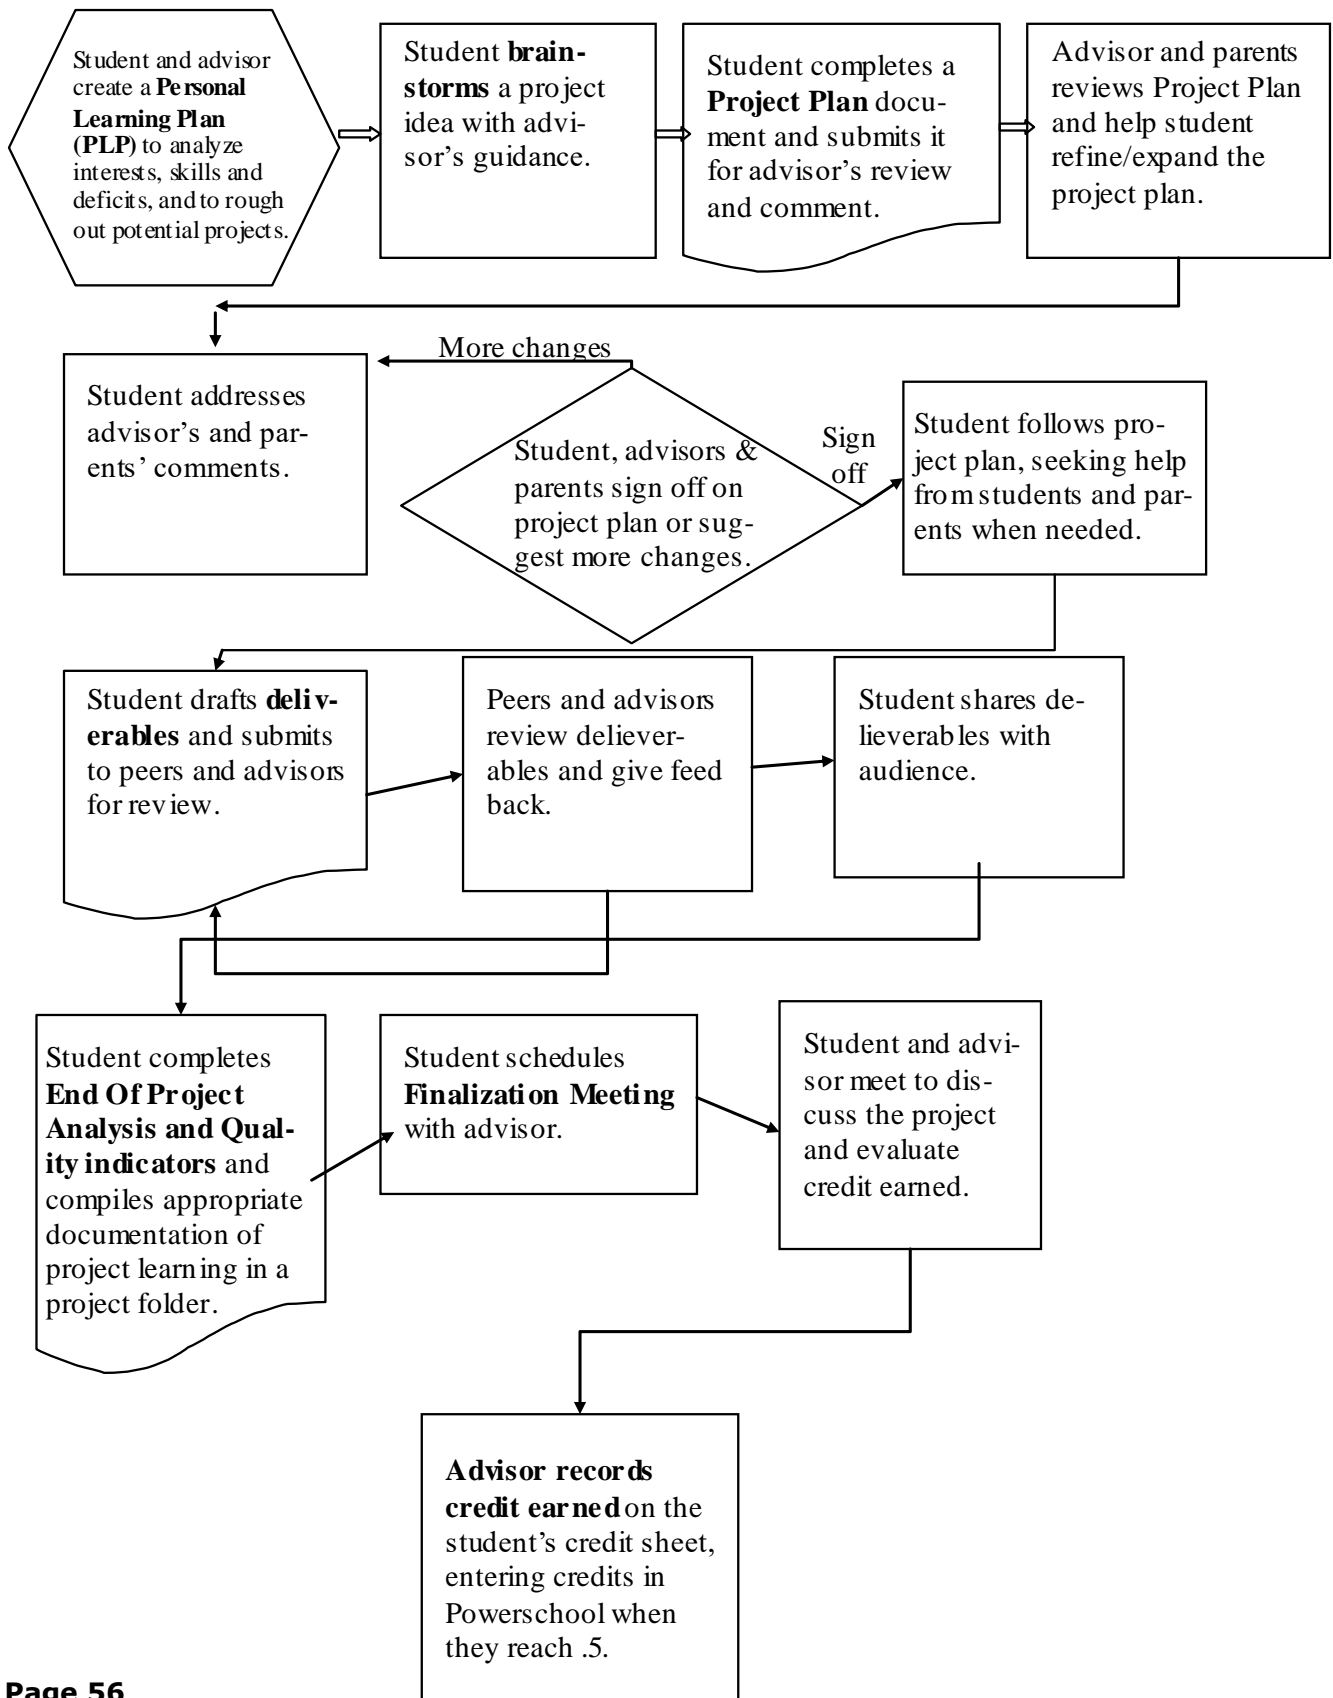 Student and advisor
create a Personal
Learning Plan
(PLP) to analyze
interests, skills and
deficits, and to rough
out potential projects.
Student brain-
storms a project
idea with advi-
sor’s guidance.
Student completes a
Project Plan docu-
ment and submits it
for advisor’s review
and comment.
Advisor and parents
reviews Project Plan
and help student
refine/expand the
project plan.
More changes
Student addresses
advisor’s and par-
ents’ comments.
Student, advisors &
parents sign off on
project plan or sug-
gest more changes.
Sign
off
Student follows pro-
ject plan, seeking help
from students and par-
ents when needed.
Student drafts deliv-
erables and submits
to peers and advisors
for review.
Peers and advisors
review deliever-
ables and give feed
back.
Student shares de-
lieverables with
audience.
Student completes
End Of Project
Analysis and Qual-
ity indicators and
compiles appropriate
documentation of
project learning in a
project folder.
Student schedules
Finalization Meeting
with advisor.
Student and advi-
sor meet to dis-
cuss the project
and evaluate
credit earned.
Advisor records
credit earned on the
student’s credit sheet,
entering credits in
Powerschool when
they reach .5.
Page 56